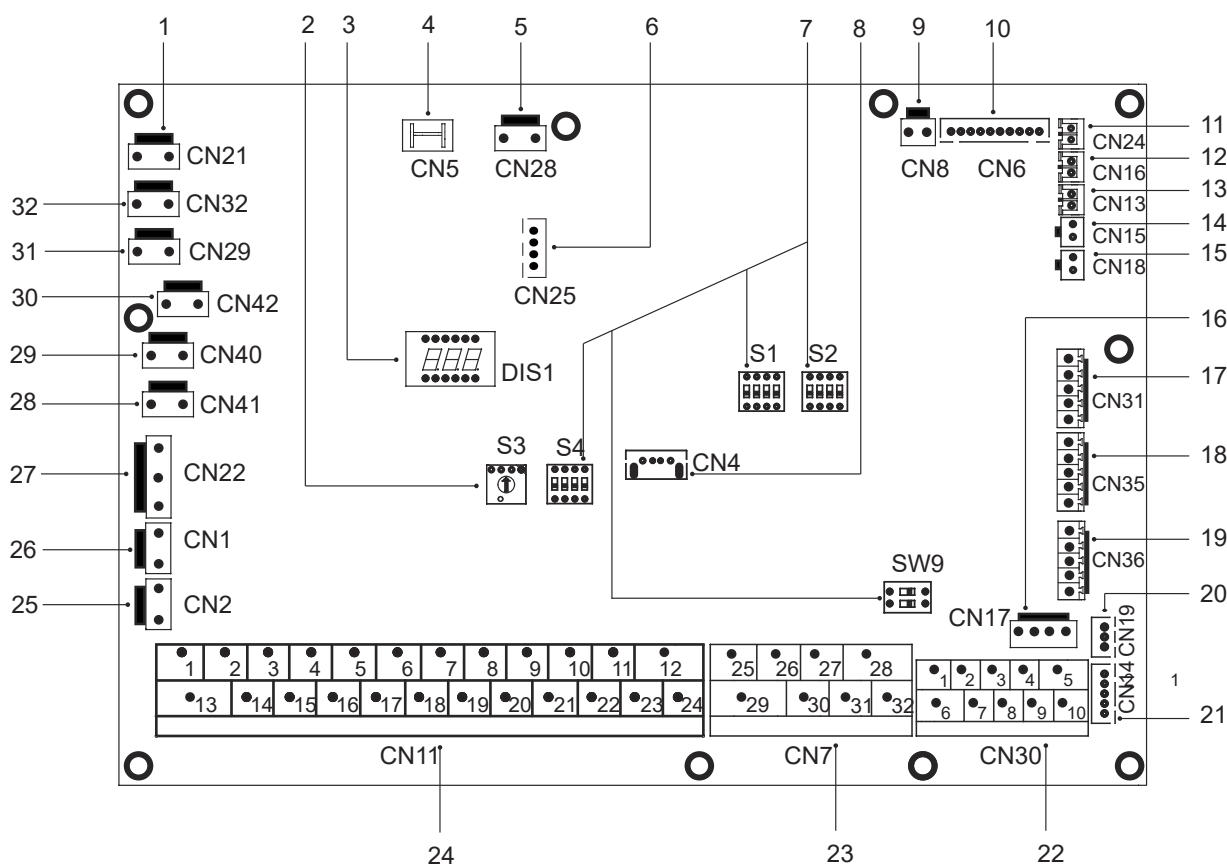 1 2 3 4 5 6 7 8 9 10
CN21
CN5
CN28
CN8
CN6
CN24 11
CN16 12
CN13 13
CN15 14
CN18 15
32 CN32
31 CN29
30 CN42
CN25
29 CN40
DIS1
28 CN41
S1 S2
16
CN31 17
CN35 18
27 CN22
S3 S4
CN4
CN36 19
26 CN1
25 CN2
SW9
CN17
CN19 20
1 2 3 4 5 6 7 8 9 10 11 12
13 14 15 16 17 18 19 20 21 22 23 24
25 26 27 28
29 30 31 32
1 2 3 4 5
6 7 8 9 10
1
21
CN11
CN7
CN30
24 23 22